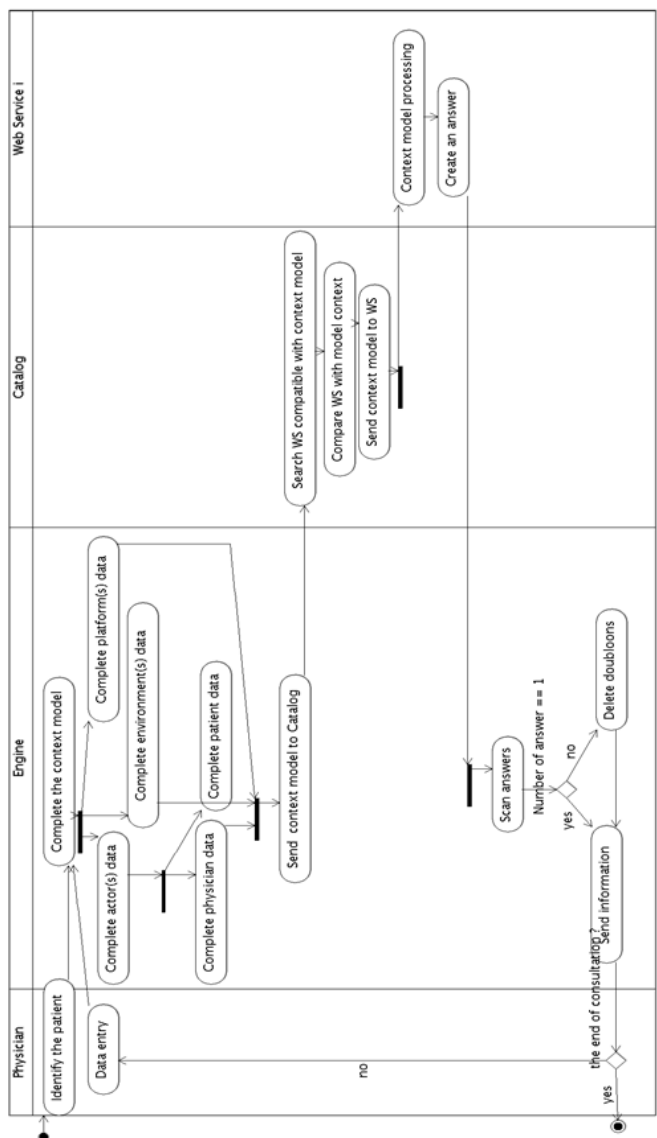 Physician
Engine
Catalog
Web Service i
Identify the patient
Data entry
Complete the context model
Complete platform(s) data
Complete actor(s) data
Complete environment(s) data
Complete patient data
Complete physician data
Send context model to Catalog
Search WS compatible with context model
Compare WS with model context
Send context model to WS
Context model processing
Create an answer
Scan answers
Number of answer == 1
yes
no
Delete doubloons
Send information
the end of consultation ?
no
yes